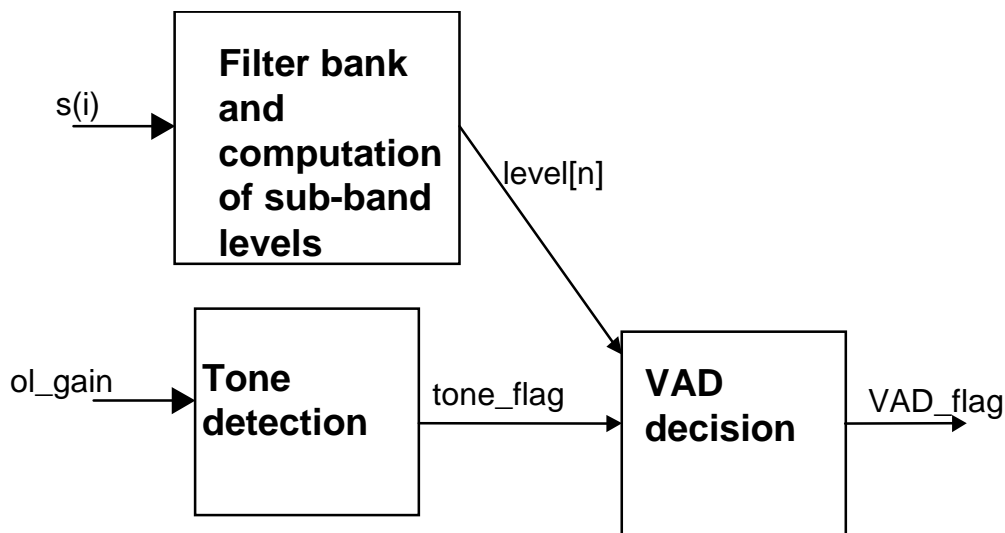 s(i)
Filter bank
and
computation
of sub-band
levels
level[n]
ol_gain
Tone
detection
tone_flag
VAD
decision
VAD_flag